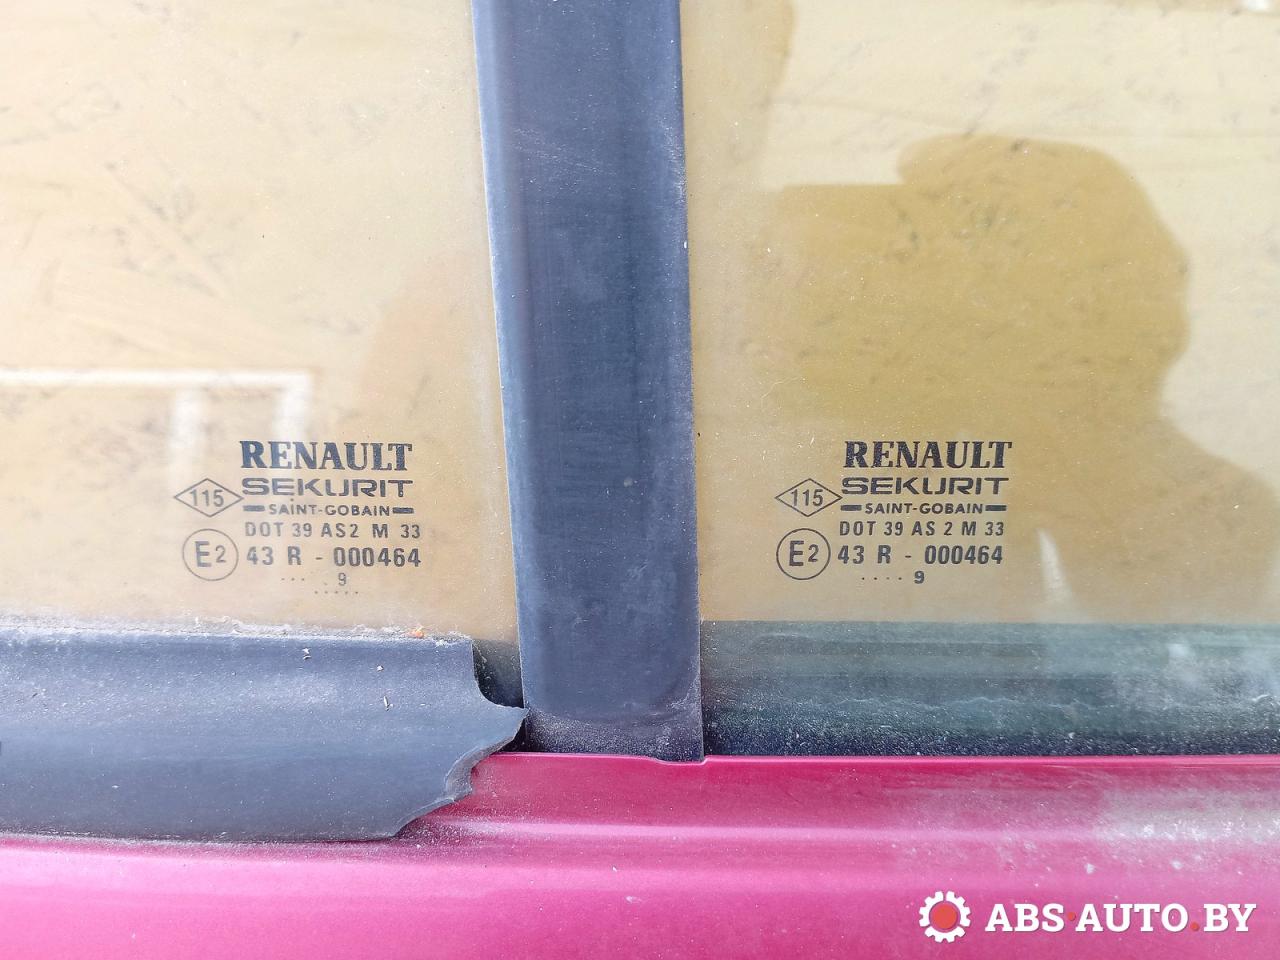 RENAULT
115
SEKURIT
SAINT-GOBAIN
DOT 39 AS2 M 33
E2
43 R - 000464
.... 9
.....
RENAULT
115
SEKURIT
SAINT-GOBAIN
DOT 39 AS 2 M 33
E2
43 R - 000464
.... 9
ABS·AUTO.BY